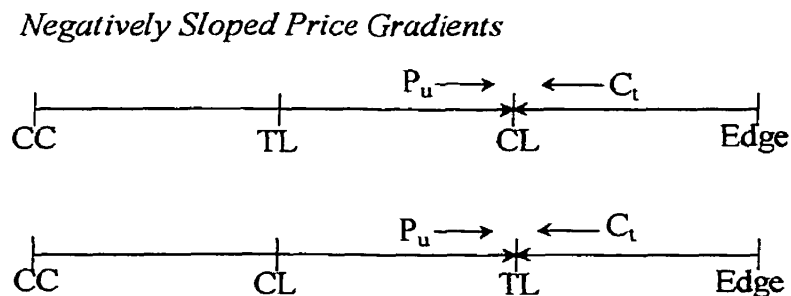 Negatively Sloped Price Gradients
Pu Ct
CC TL CL Edge
Pu Ct
CC CL TL Edge